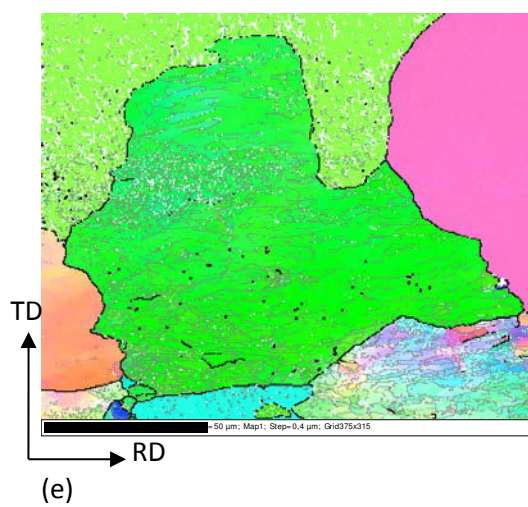 =50 µm; Map1; Step=0,4 µm; Grid375x315
TD
RD
(e)